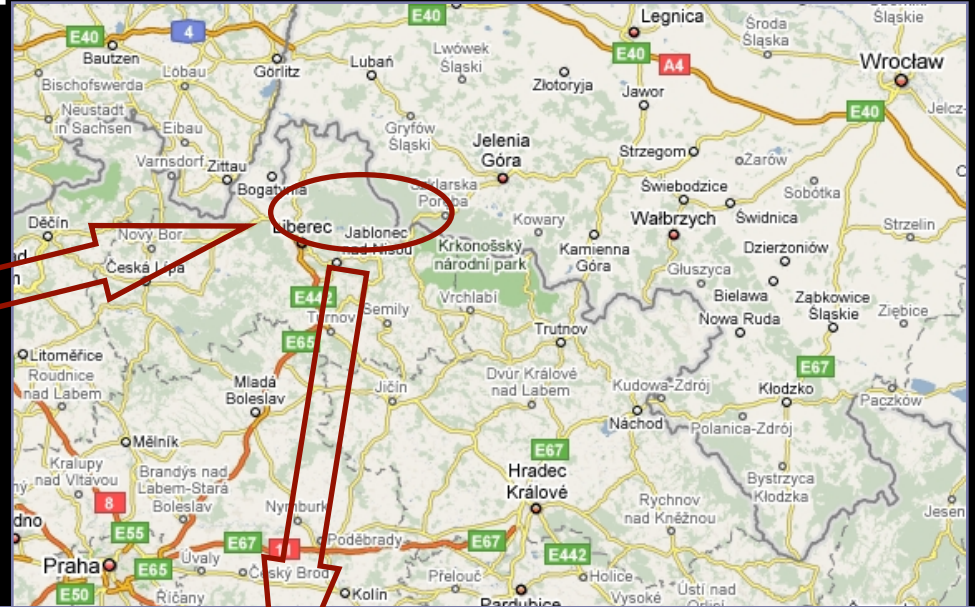 E40
Legnica
Śląskie
E40
4
Bautzen
Löbau
Görlitz
Lubań
Lwówek
Śląski
Złotoryja
E40
A4
Środa
Śląska
Wrocław
Bischofswerda
Jawor
E40
Jelcz-
Neustadt
in Sachsen
Eibau
Gryfów
Śląski
Jelenia
Góra
Strzegom
Żarów
Varnsdorf
Zittau
Bogatynia
Szklarska
Poręba
Świebodzice
Sobótka
Děčín
Nový Bor
Liberec
Jablonec
nad Nisou
Kowary
Wałbrzych
Świdnica
Strzelin
Česká Lípa
Krkonošský
národní park
Kamienna
Góra
Dzierżoniów
Głuszyca
E442
Turnov
Semily
Vrchlabí
Bielawa
Ząbkowice
Śląskie
Ziębice
E65
Trutnov
Nowa Ruda
Litoměřice
Roudnice
nad Labem
Mladá
Boleslav
Jičín
Dvůr Králové
nad Labem
Kudowa-Zdrój
Kłodzko
E67
Paczków
Náchod
Polanica-Zdrój
Mělník
E67
Kralupy
nad Vltavou
Brandýs nad
Labem-Stará
Boleslav
Hradec
Králové
Bystrzyca
Kłodzka
8
Nymburk
Rychnov
nad Kněžnou
Jesen
dno
E55
E67
Poděbrady
E67
E442
Praha
E65
Úvaly
Český Brod
Přelouč
Holice
E50
Říčany
Kolín
Pardubice
Vysoké
Ústí nad
Orlicí